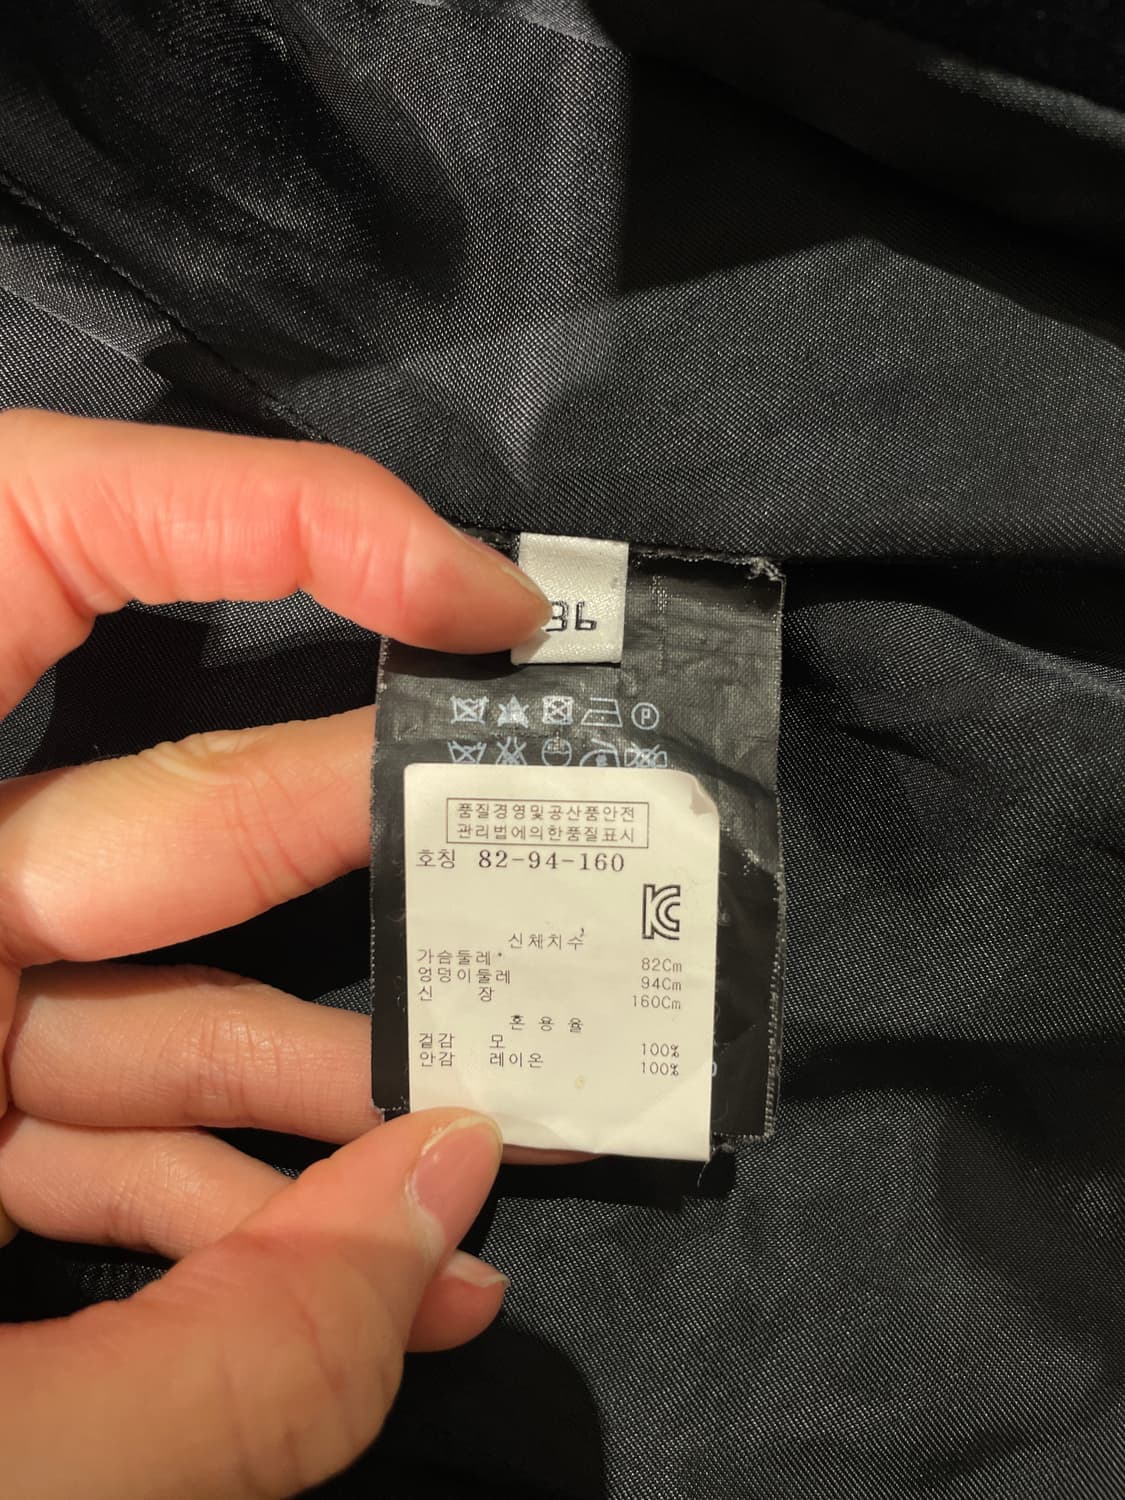 P
품질경영및공산품안전
관리법에의한품질표시
호칭 82-94-160
신체치수
가슴둘레 82Cm
엉덩이둘레 94Cm
신 장 160Cm
혼 용 율
겉감 모 100%
안감 레이온 100%